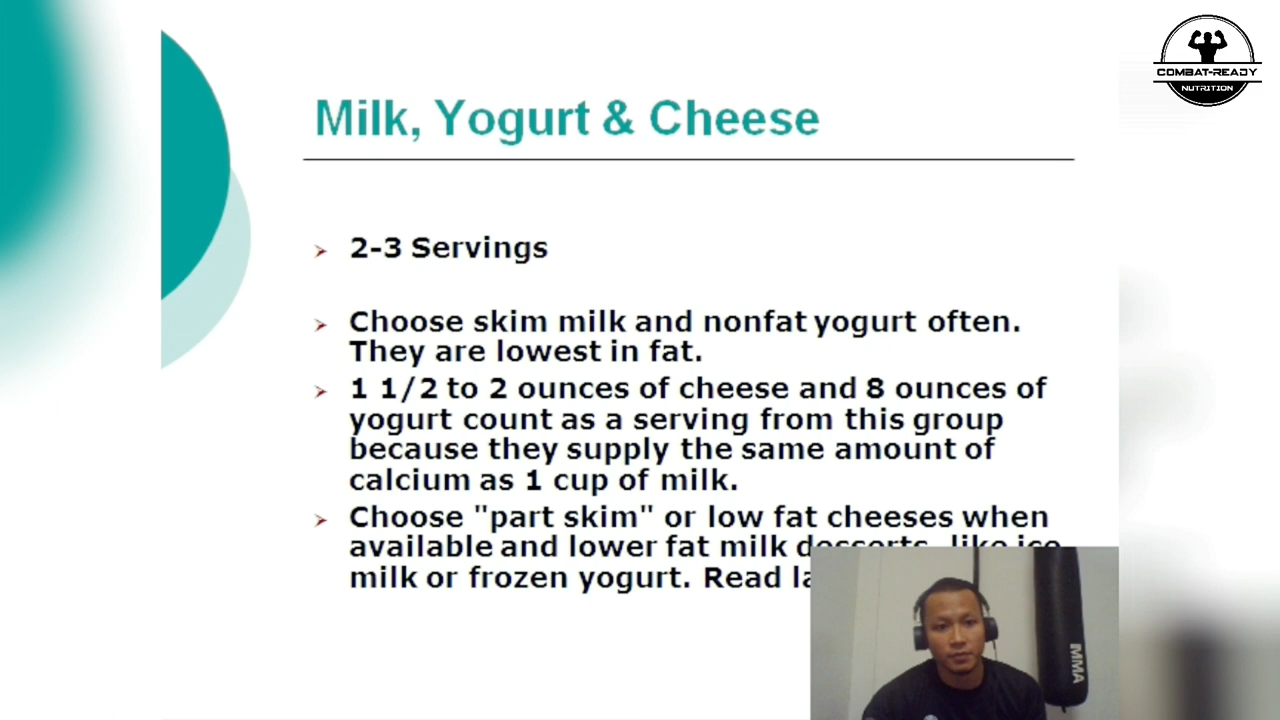 COMBAT-READY
NUTRITION
Milk, Yogurt & Cheese
➢ 2-3 Servings
➢ Choose skim milk and nonfat yogurt often.
They are lowest in fat.
➢ 1 1/2 to 2 ounces of cheese and 8 ounces of
yogurt count as a serving from this group
because they supply the same amount of
calcium as 1 cup of milk.
➢ Choose "part skim" or low fat cheeses when
available and lower fat milk desserts, like ice
milk or frozen yogurt. Read
MMA